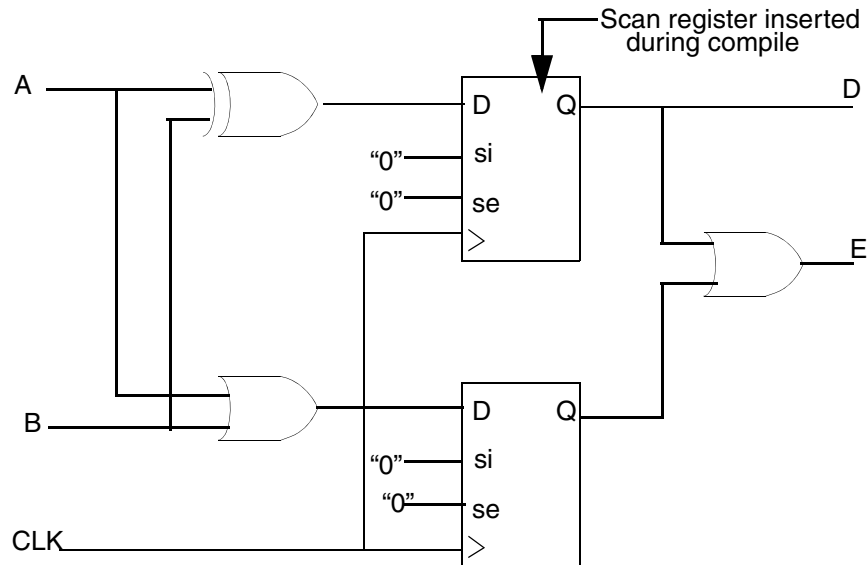 Scan register inserted
during compile
A
D
D
Q
“0”
si
“0”
se
E
B
D
Q
“0”
si
“0”
se
CLK